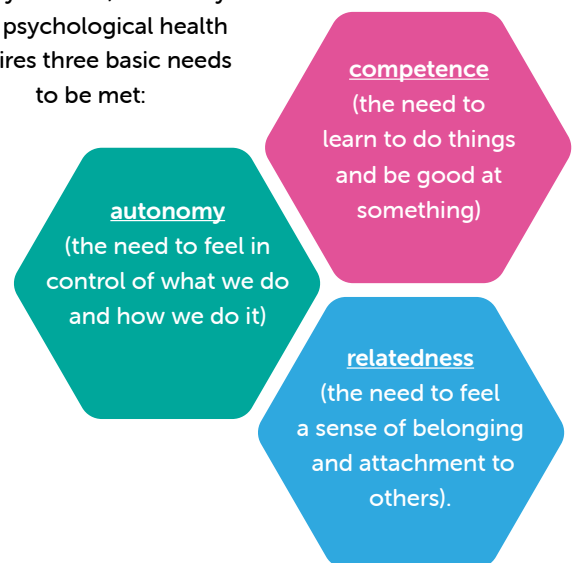 psychological health
three basic needs
to be met:
competence
(the need to
learn to do things
and be good at
something)
autonomy
(the need to feel in
control of what we do
and how we do it)
relatedness
(the need to feel
a sense of belonging
and attachment to
others).